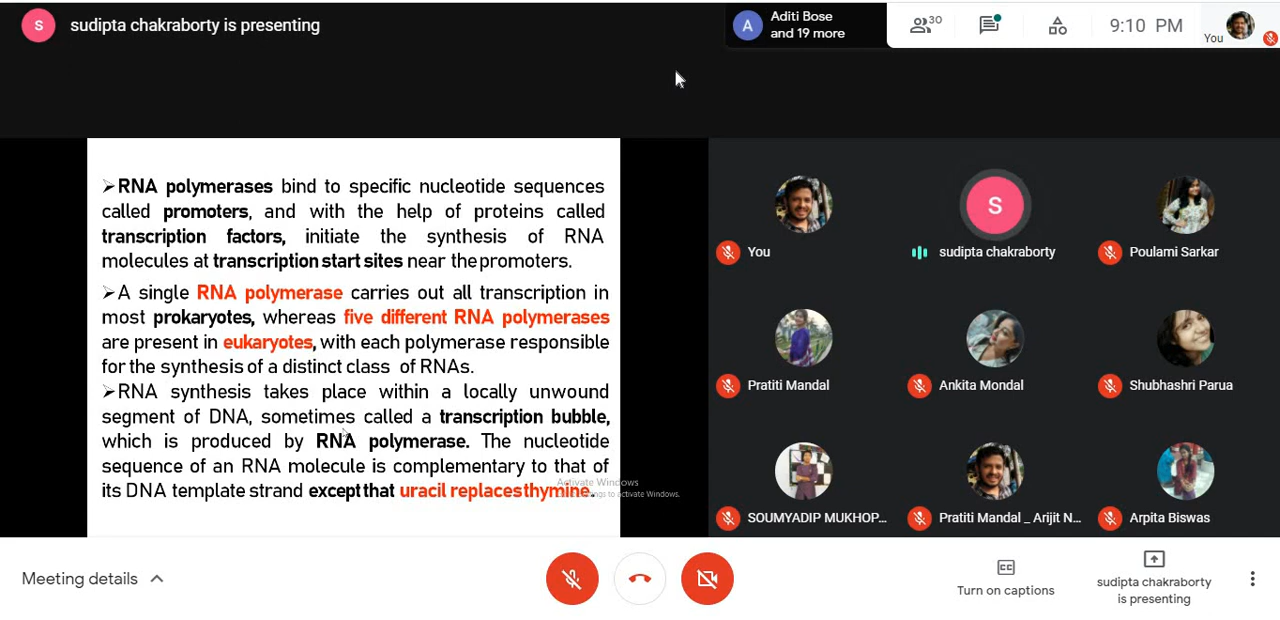 S
sudipta chakraborty is presenting
A
Aditi Bose
and 19 more
30
9:10 PM
You
➢RNA polymerases bind to specific nucleotide sequences
called promoters, and with the help of proteins called
transcription factors, initiate the synthesis of RNA
molecules at transcription start sites near the promoters.
➢A single RNA polymerase carries out all transcription in
most prokaryotes, whereas five different RNA polymerases
are present in eukaryotes, with each polymerase responsible
for the synthesis of a distinct class of RNAs.
➢RNA synthesis takes place within a locally unwound
segment of DNA, sometimes called a transcription bubble,
which is produced by RNA polymerase. The nucleotide
sequence of an RNA molecule is complementary to that of
its DNA template strand except that uracil replaces thymine.
Activate Windows
to activate Windows.
You
S
sudipta chakraborty
Poulami Sarkar
Pratiti Mandal
Ankita Mondal
Shubhashri Parua
SOUMYADIP MUKHOP...
Pratiti Mandal _ Arijit N...
Arpita Biswas
Meeting details
CC
Turn on captions
sudipta chakraborty
is presenting